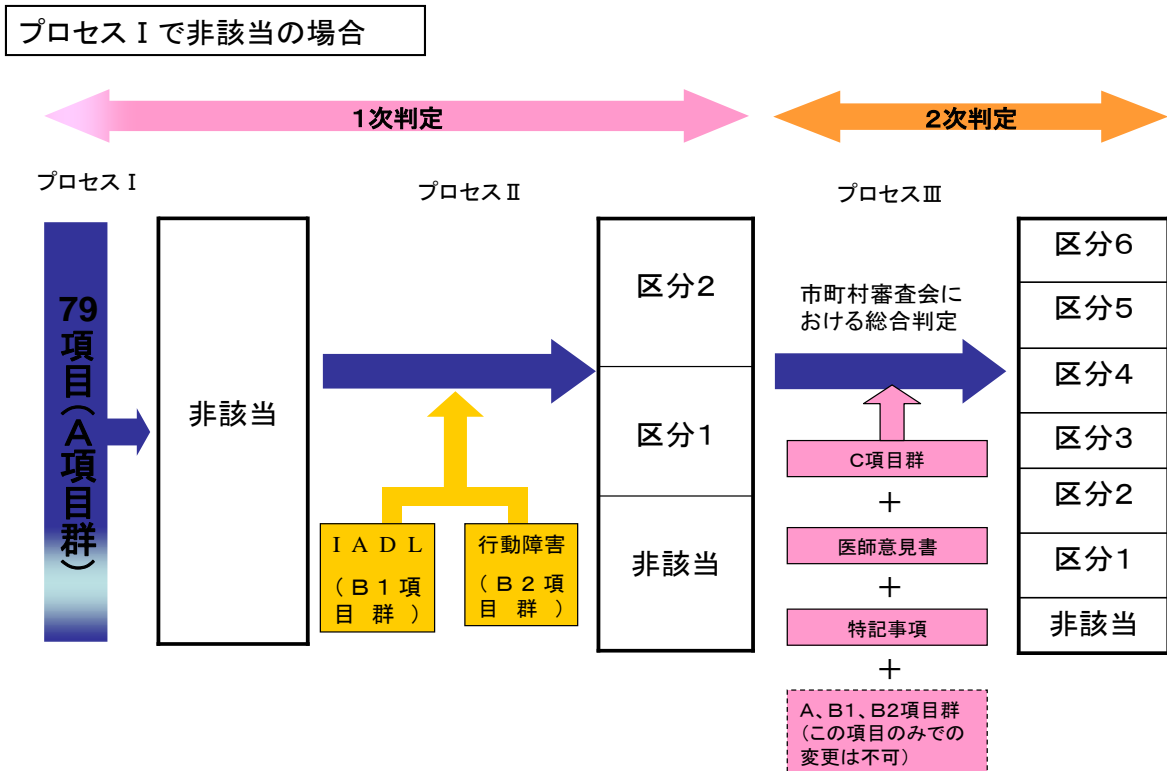 プロセスⅠで非該当の場合
1次判定
2次判定
プロセスⅠ
プロセスⅡ
プロセスⅢ
79項目(A項目群)
非該当
IADL
(B1項
目群)
行動障害
(B2項
目群)
区分2
区分1
非該当
市町村審査会に
おける総合判定
C項目群
+
医師意見書
+
特記事項
+
A、B1、B2項目群
(この項目のみでの
変更は不可)
区分6
区分5
区分4
区分3
区分2
区分1
非該当